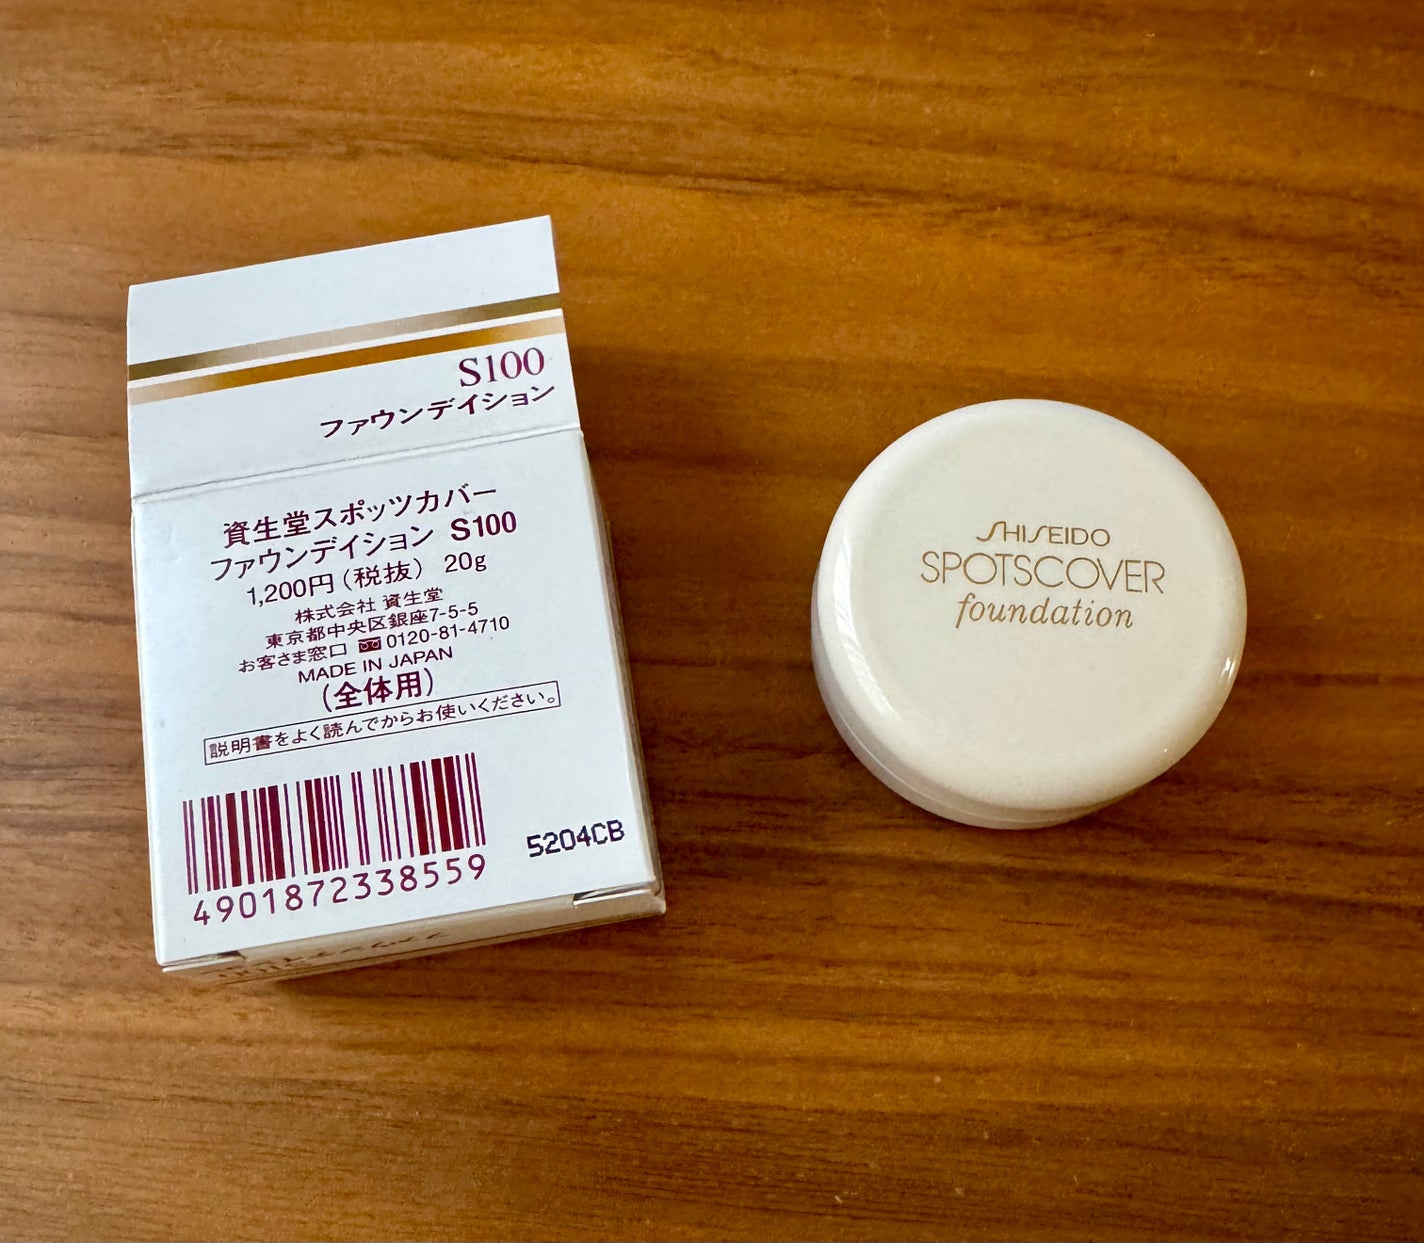 S100
ファウンデイション
資生堂スポッツカバー
ファウンデイション S100
1,200円(税抜) 20g
株式会社 資生堂
東京都中央区銀座7-5-5
お客さま窓口 0120-81-4710
MADE IN JAPAN
(全体用)
説明書をよく読んでからお使いください。
4901872338559
5204CB
SHISEIDO
SPOTSCOVER
foundation